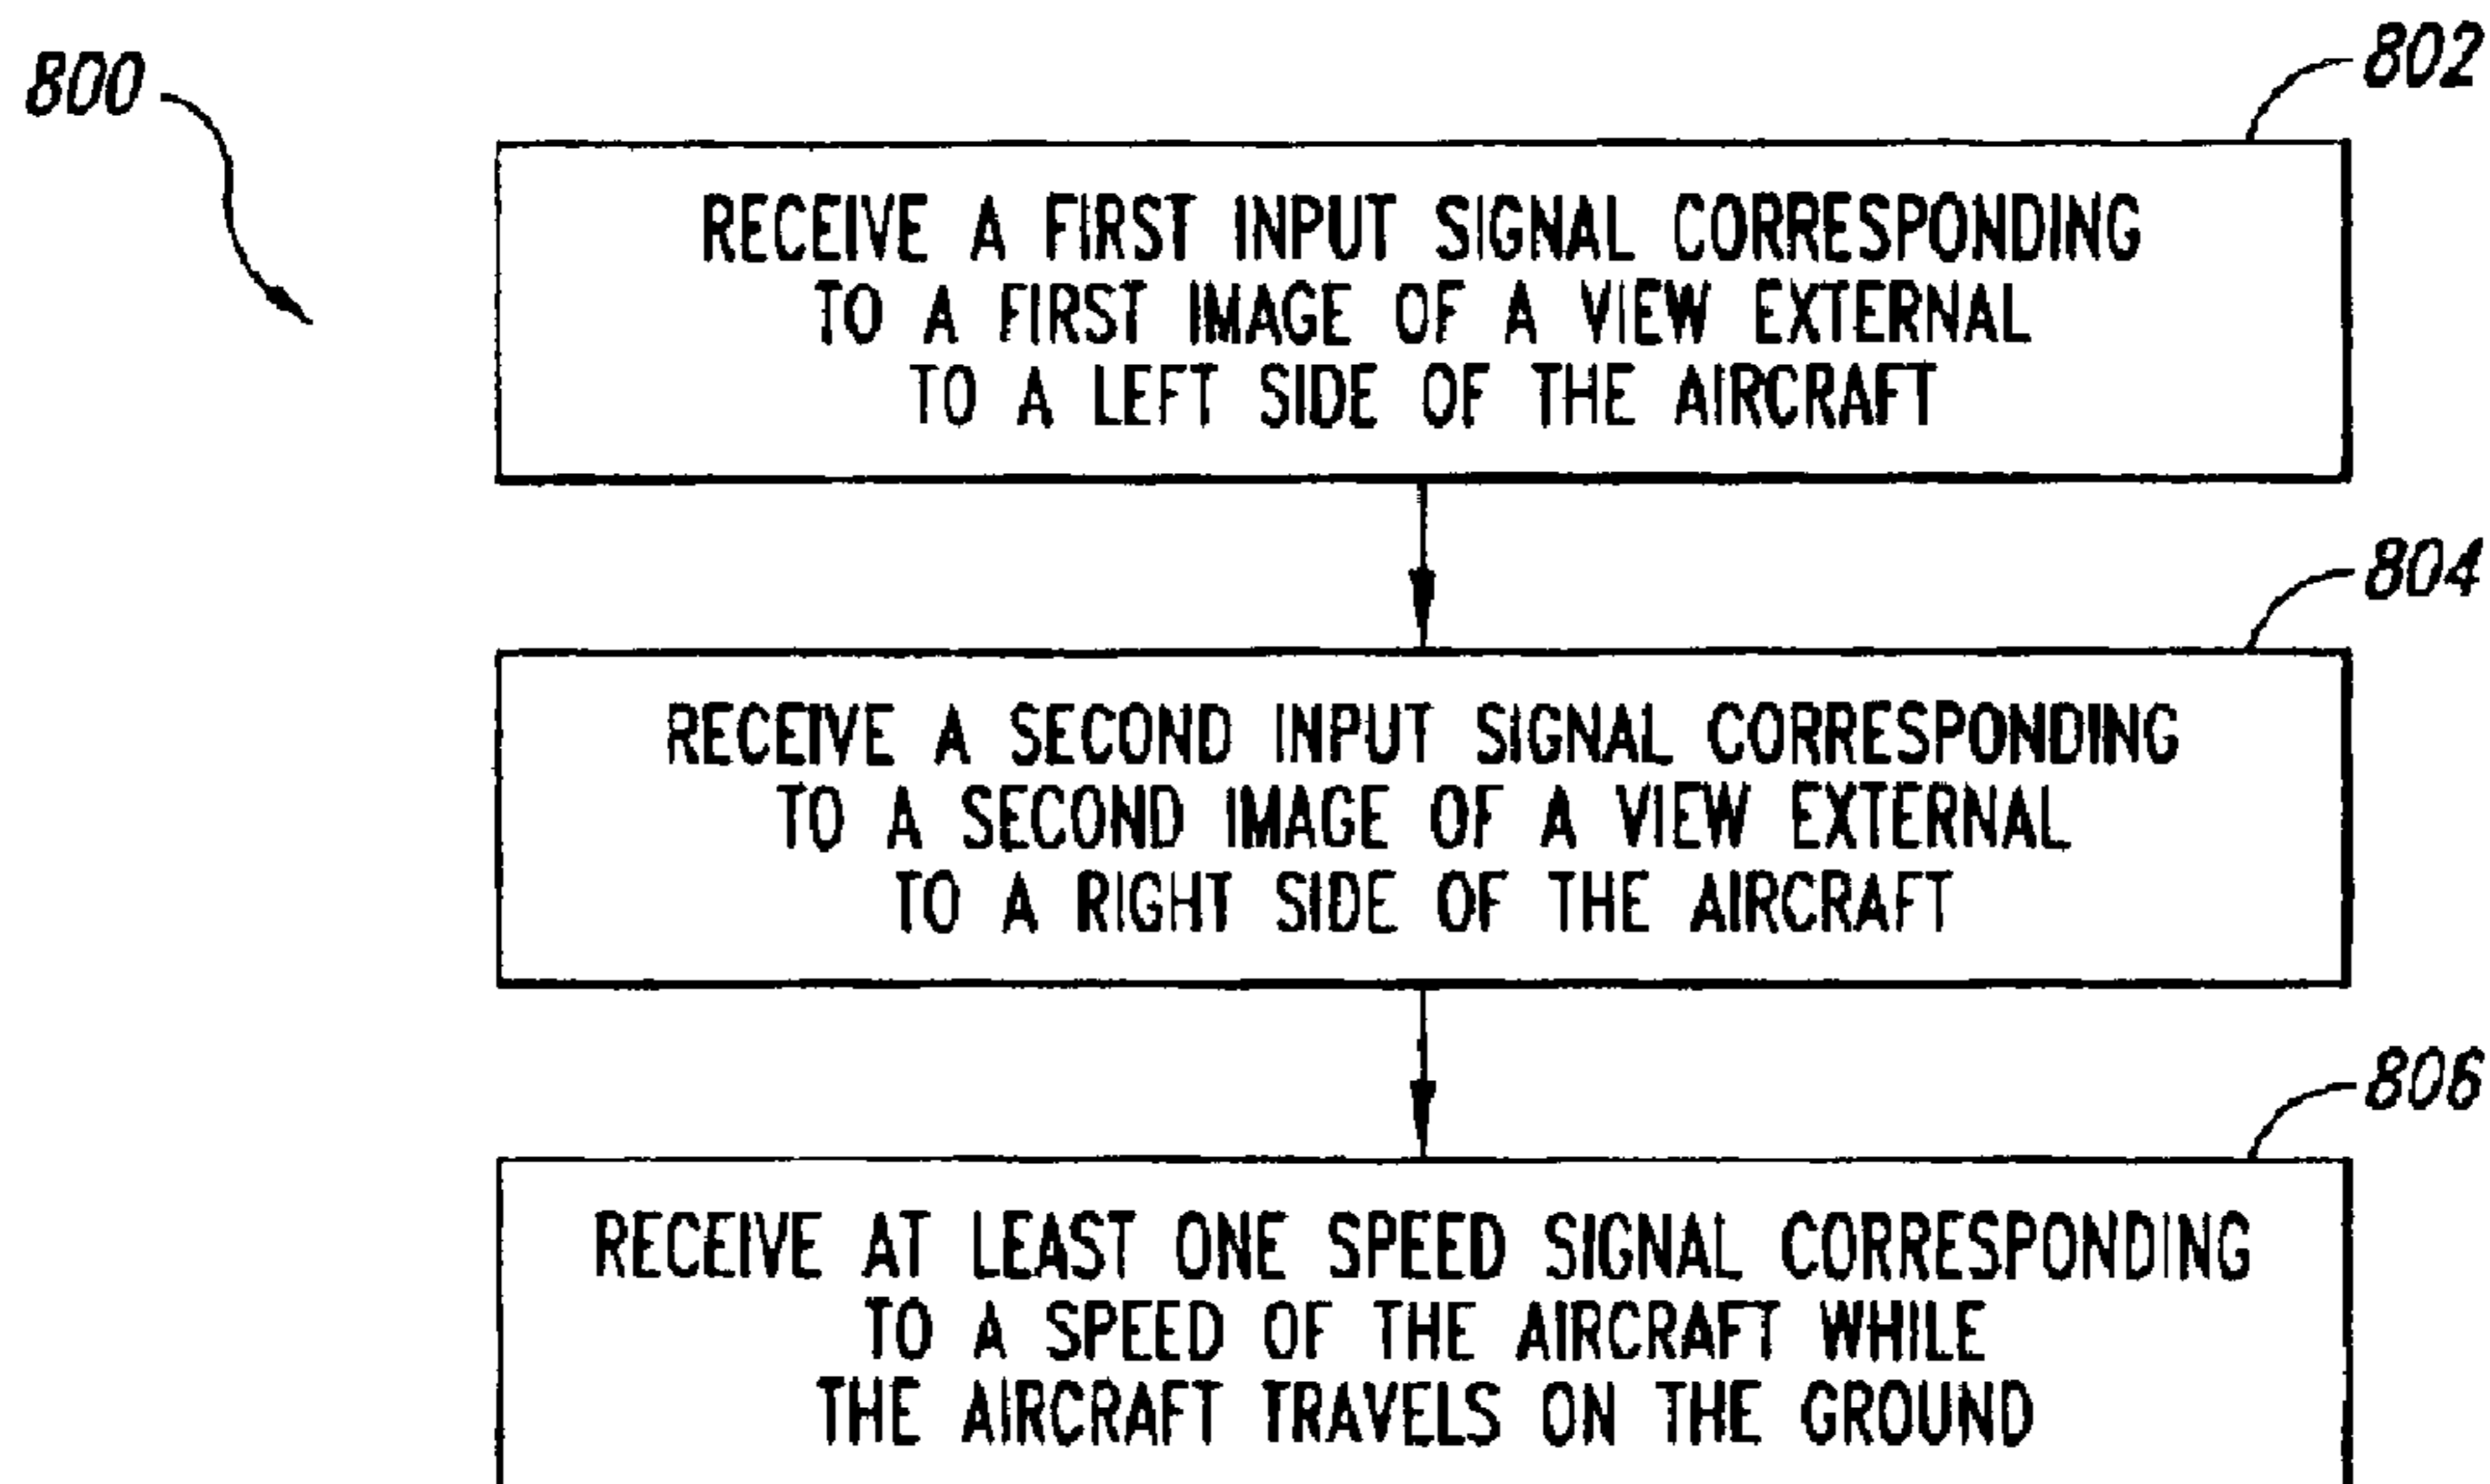 800
802
RECEIVE A FIRST INPUT SIGNAL CORRESPONDING
TO A FIRST IMAGE OF A VIEW EXTERNAL
TO A LEFT SIDE OF THE AIRCRAFT
804
RECEIVE A SECOND INPUT SIGNAL CORRESPONDING
TO A SECOND IMAGE OF A VIEW EXTERNAL
TO A RIGHT SIDE OF THE AIRCRAFT
806
RECEIVE AT LEAST ONE SPEED SIGNAL CORRESPONDING
TO A SPEED OF THE AIRCRAFT WHILE
THE AIRCRAFT TRAVELS ON THE GROUND